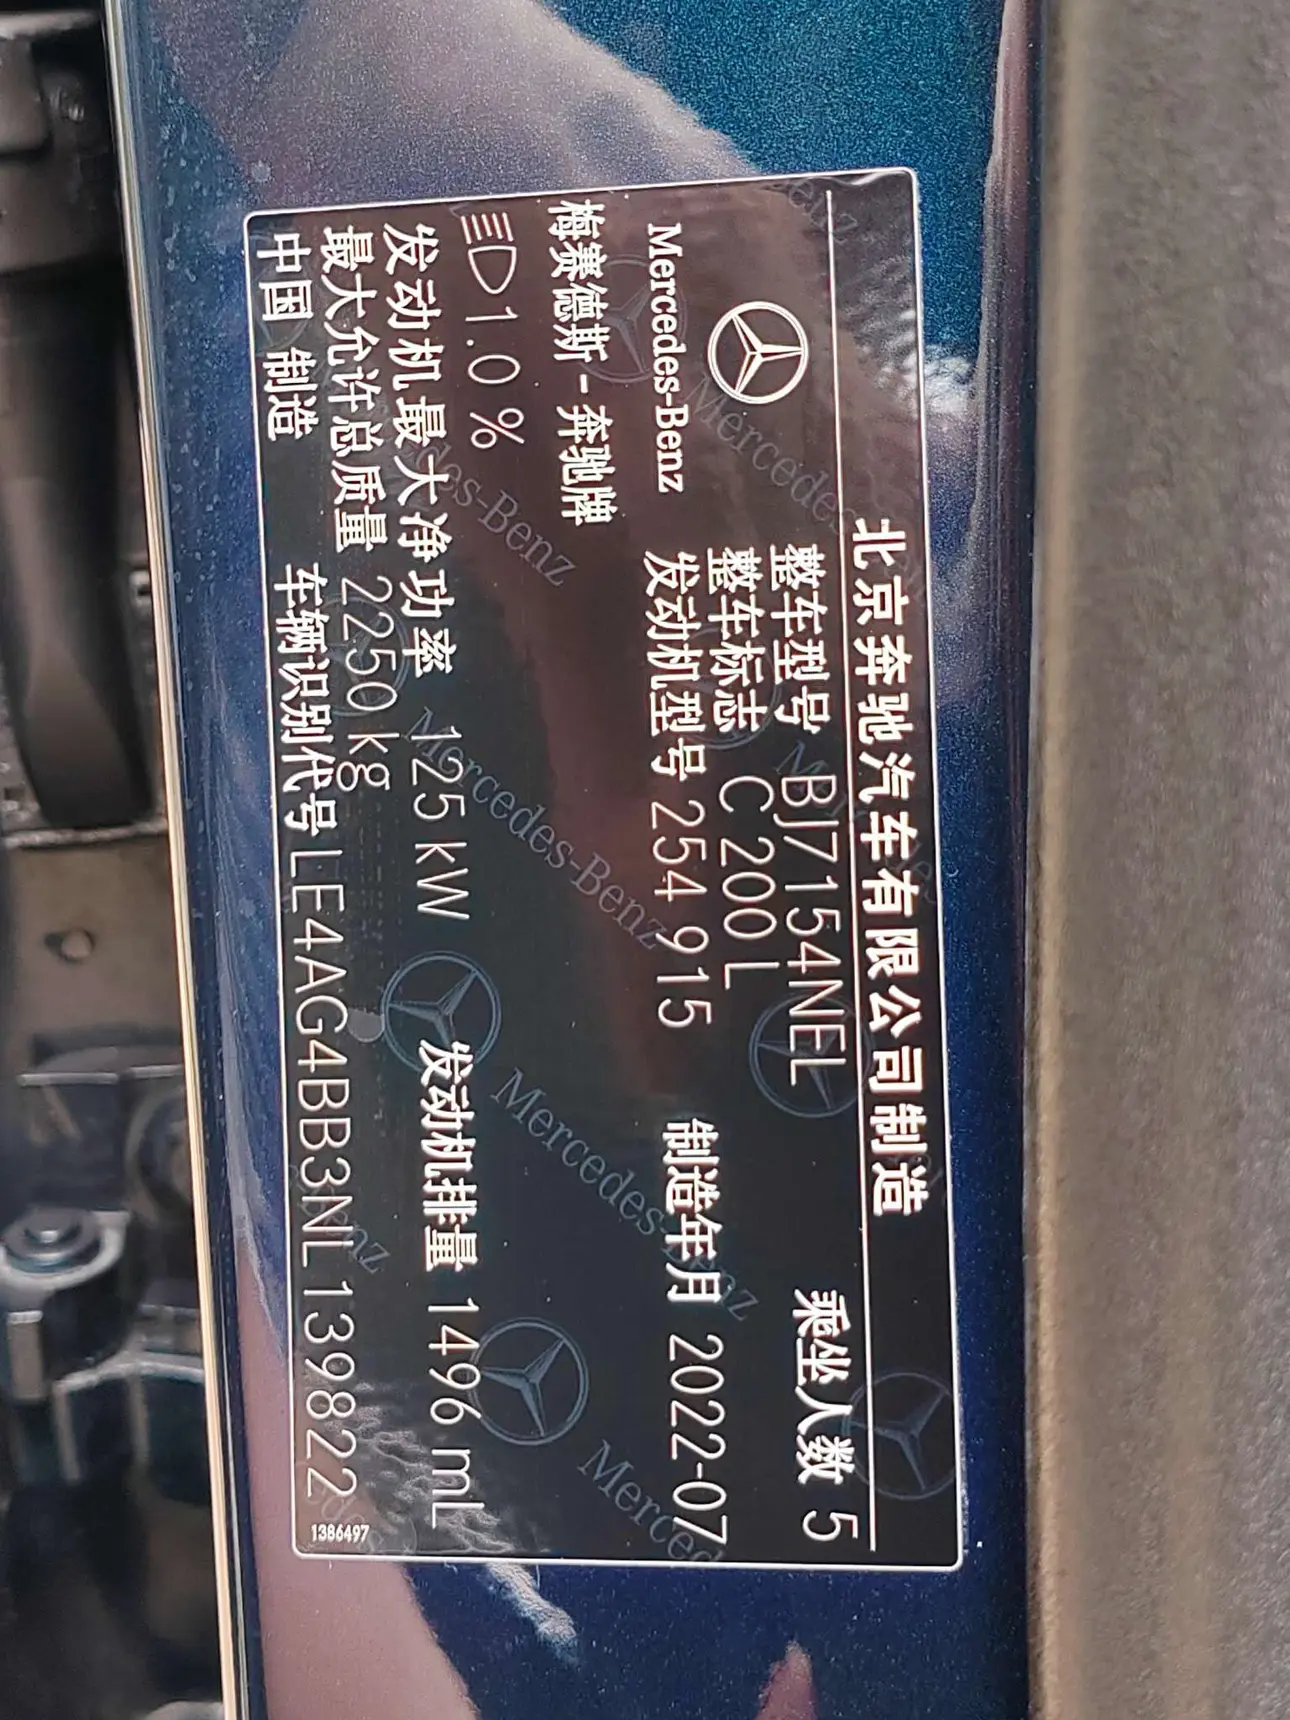 北京奔驰汽车有限公司制造
整车型号 BJ7154NEL 乘坐人数 5
整车标志 C 200 L
Mercedes-Benz 发动机型号 254 915 制造年月 2022-07
梅赛德斯-奔驰牌
1.0 %
发动机最大净功率 125 kW 发动机排量 1496 mL
最大允许总质量 2250 kg
中国 制造 车辆识别代号 LE4AG4BB3NL139822
1386497